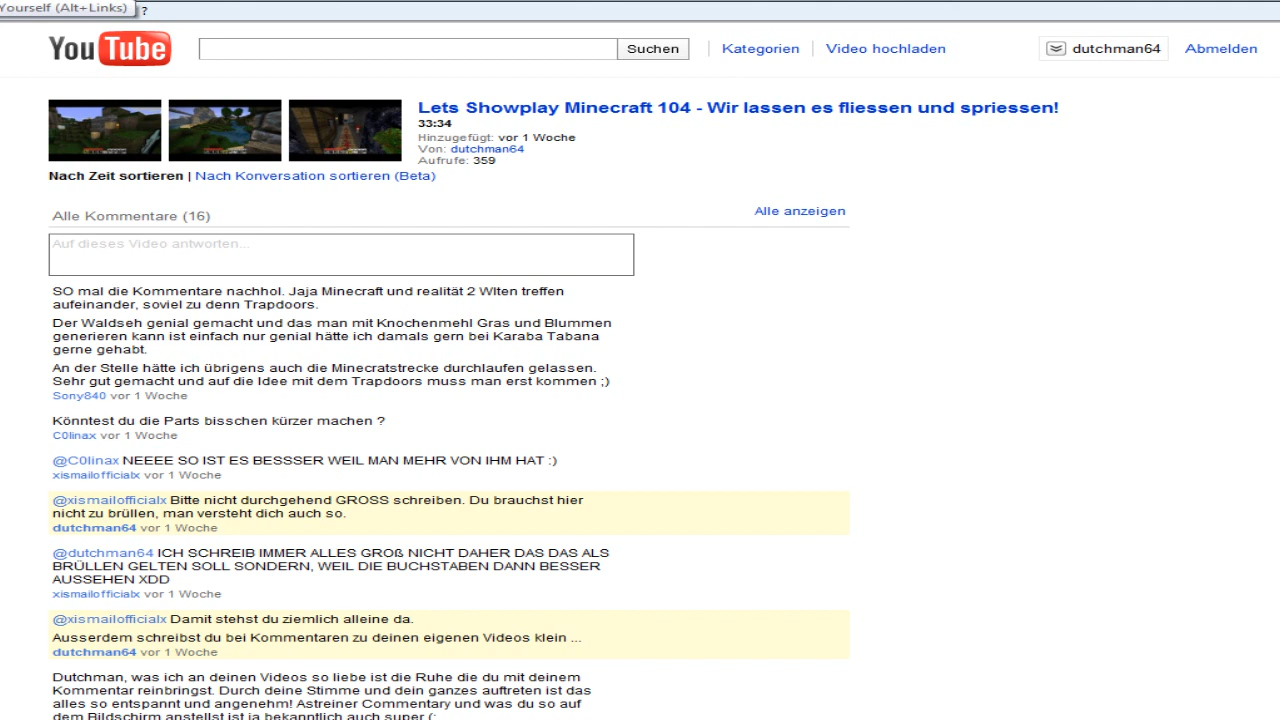 Yourself (Alt+Links) ?
YouTube Suchen | Kategorien | Video hochladen dutchman64 Abmelden
Lets Showplay Minecraft 104 - Wir lassen es fliessen und spriessen!
33:34
Hinzugefügt: vor 1 Woche
Von: dutchman64
Aufrufe: 359
Nach Zeit sortieren | Nach Konversation sortieren (Beta)
Alle Kommentare (16) Alle anzeigen
Auf dieses Video antworten...
SO mal die Kommentare nachhol. Jaja Minecraft und realität 2 Wlten treffen
aufeinander, soviel zu denn Trapdoors.
Der Waldseh genial gemacht und das man mit Knochenmehl Gras und Blummen
generieren kann ist einfach nur genial hätte ich damals gern bei Karaba Tabana
gerne gehabt.
An der Stelle hätte ich übrigens auch die Minecratstrecke durchlaufen gelassen.
Sehr gut gemacht und auf die Idee mit dem Trapdoors muss man erst kommen ;)
Sony840 vor 1 Woche
Könntest du die Parts bisschen kürzer machen ?
C0linax vor 1 Woche
@C0linax NEEEE SO IST ES BESSSER WEIL MAN MEHR VON IHM HAT :)
xismailofficialx vor 1 Woche
@xismailofficialx Bitte nicht durchgehend GROSS schreiben. Du brauchst hier
nicht zu brüllen, man versteht dich auch so.
dutchman64 vor 1 Woche
@dutchman64 ICH SCHREIB IMMER ALLES GROß NICHT DAHER DAS DAS ALS
BRÜLLEN GELTEN SOLL SONDERN, WEIL DIE BUCHSTABEN DANN BESSER
AUSSEHEN XDD
xismailofficialx vor 1 Woche
@xismailofficialx Damit stehst du ziemlich alleine da.
Ausserdem schreibst du bei Kommentaren zu deinen eigenen Videos klein ...
dutchman64 vor 1 Woche
Dutchman, was ich an deinen Videos so liebe ist die Ruhe die du mit deinem
Kommentar reinbringst. Durch deine Stimme und dein ganzes auftreten ist das
alles so entspannt und angenehm! Astreiner Commentary und was du so auf
dem Bildschirm anstellst ist ja bekanntlich auch super (: